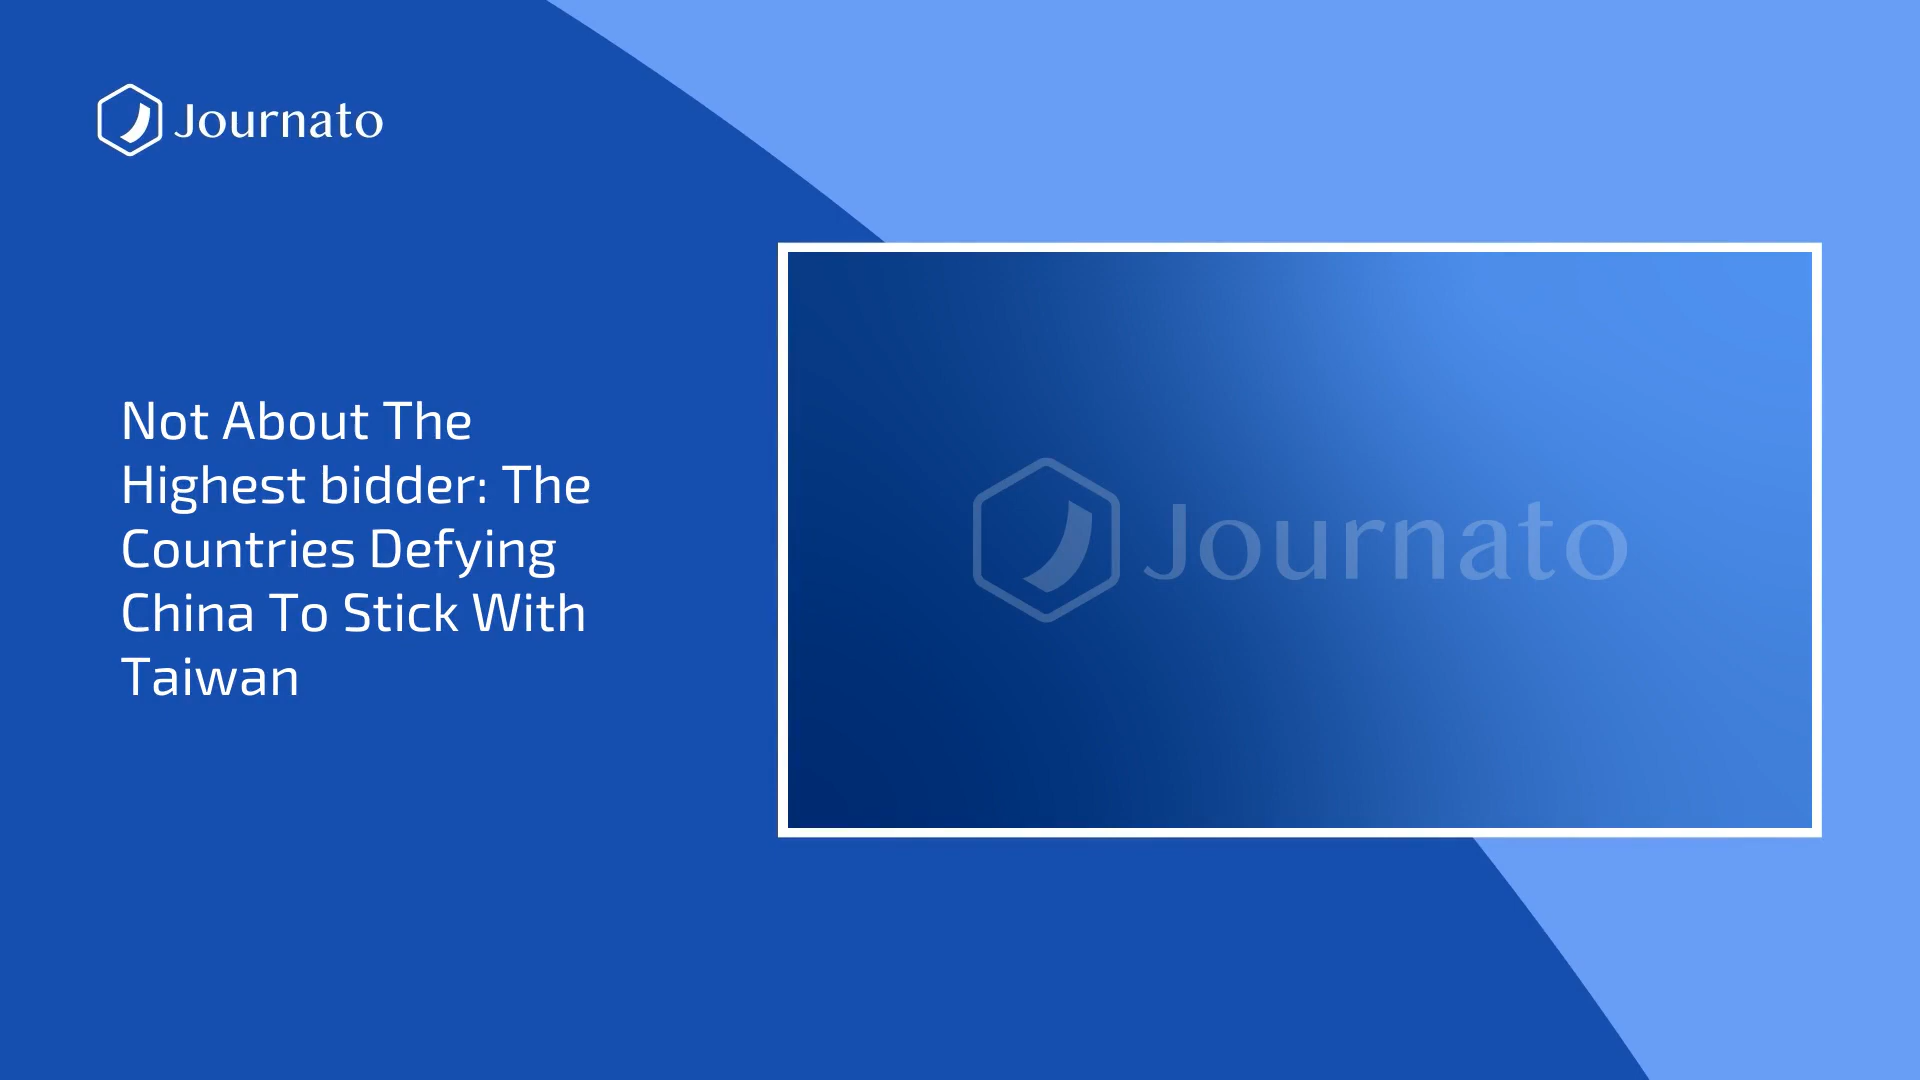 Journato
Not About The
Highest bidder: The
Countries Defying
China To Stick With
Taiwan
Journato